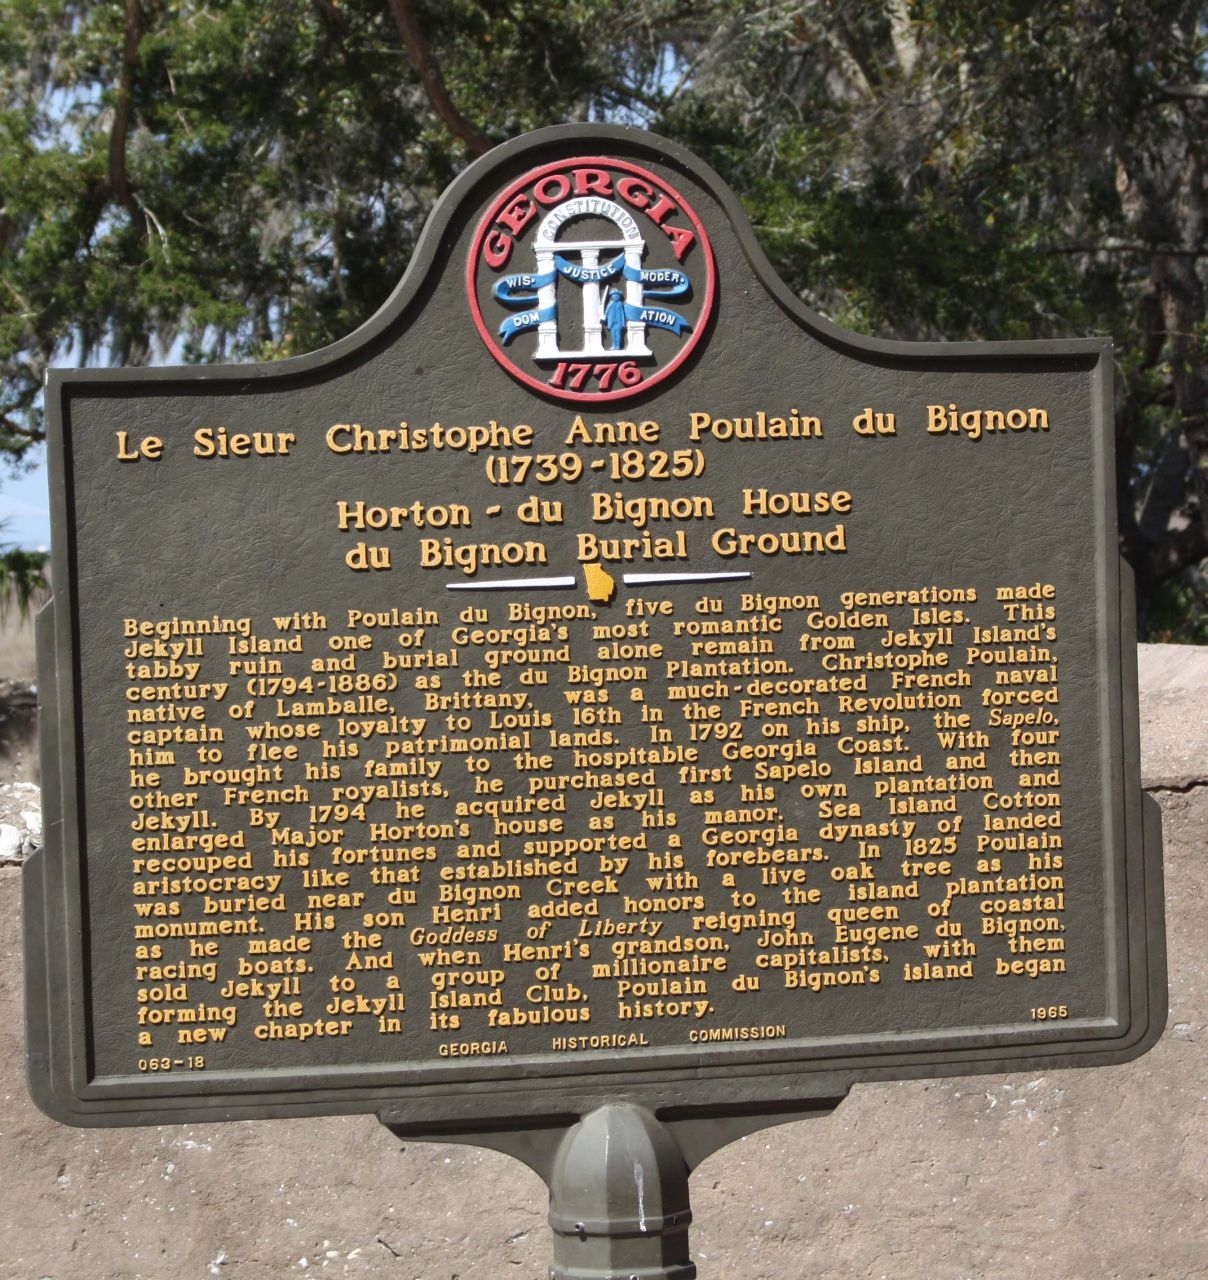 GEORGIA
CONSTITUTION
WIS- JUSTICE MODER-
DOM ATION
1776
Le Sieur Christophe Anne Poulain du Bignon
(1739-1825)
Horton - du Bignon House
du Bignon Burial Ground
Beginning with Poulain du Bignon, five du Bignon generations made
Jekyll Island one of Georgia's most romantic Golden Isles. This
tabby ruin and burial ground alone remain from Jekyll Island's
century (1794-1886) as the du Bignon Plantation. Christophe Poulain,
native of Lamballe, Brittany, was a much-decorated French naval
captain whose loyalty to Louis 16th in the French Revolution forced
him to flee his patrimonial lands. In 1792 on his ship, the Sapelo,
he brought his family to the hospitable Georgia Coast. With four
other French royalists, he purchased first Sapelo Island and then
Jekyll. By 1794 he acquired Jekyll as his own plantation and
enlarged Major Horton's house as his manor. Sea Island Cotton
recouped his fortunes and supported a Georgia dynasty of landed
aristocracy like that established by his forebears. In 1825 Poulain
was buried near du Bignon Creek with a live oak tree as his
monument. His son Henri added honors to the island plantation
as he made the Goddess of Liberty reigning queen of coastal
racing boats. And when Henri's grandson, John Eugene du Bignon,
sold Jekyll to a group of millionaire capitalists, with them
forming the Jekyll Island Club, Poulain du Bignon's island began
a new chapter in its fabulous history.
063-18 GEORGIA HISTORICAL COMMISSION 1965